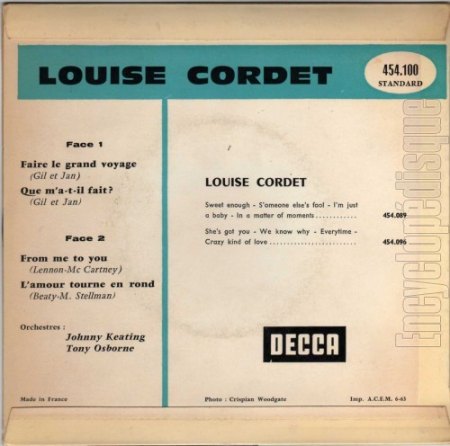 LOUISE CORDET
454.100
STANDARD
Face 1
Faire le grand voyage
(Gil et Jan)
Que m'a-t-il fait?
(Gil et Jan)
Face 2
From me to you
(Lennon-Mc Cartney)
L'amour tourne en rond
(Beaty-M. Stellman)
Orchestres :
Johnny Keating
Tony Osborne
LOUISE CORDET
Sweet enough - S'omeone else's fool - I'm just
a baby - In a matter of moments ............ 454.089
She's got you - We know why - Everytime -
Crazy kind of love ......................... 454.096
DECCA
Made in France
Photo : Crispian Woodgate
Imp. A.C.E.M. 6-63
Encyclopédisque